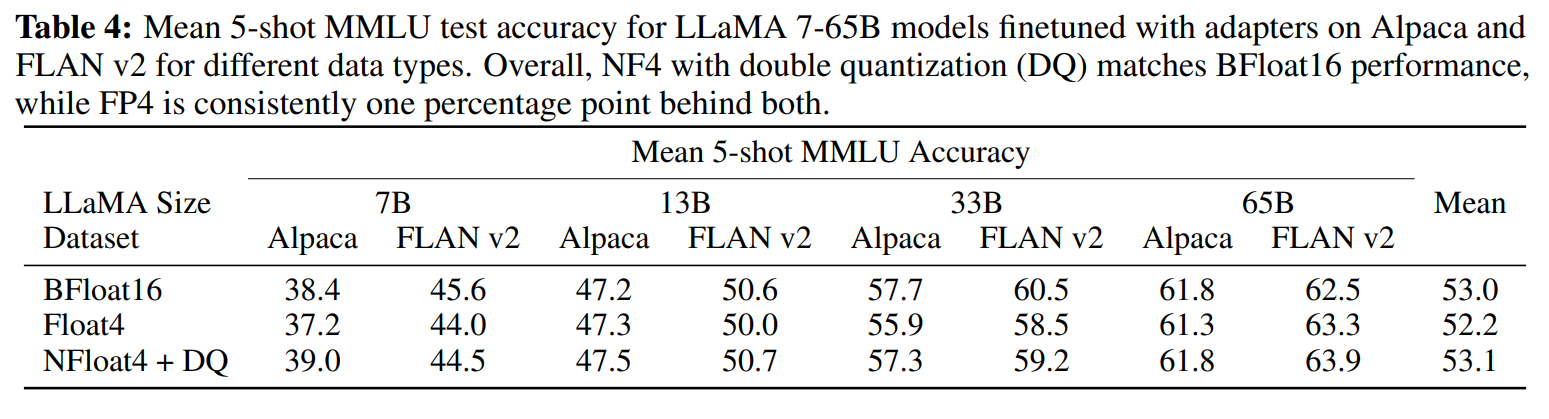 Table 4: Mean 5-shot MMLU test accuracy for LLaMA 7-65B models finetuned with adapters on Alpaca and
FLAN v2 for different data types. Overall, NF4 with double quantization (DQ) matches BFloat16 performance,
while FP4 is consistently one percentage point behind both.
Mean 5-shot MMLU Accuracy
LLaMA Size 7B 13B 33B 65B Mean
Dataset Alpaca FLAN v2 Alpaca FLAN v2 Alpaca FLAN v2 Alpaca FLAN v2
BFloat16 38.4 45.6 47.2 50.6 57.7 60.5 61.8 62.5 53.0
Float4 37.2 44.0 47.3 50.0 55.9 58.5 61.3 63.3 52.2
NFloat4 + DQ 39.0 44.5 47.5 50.7 57.3 59.2 61.8 63.9 53.1